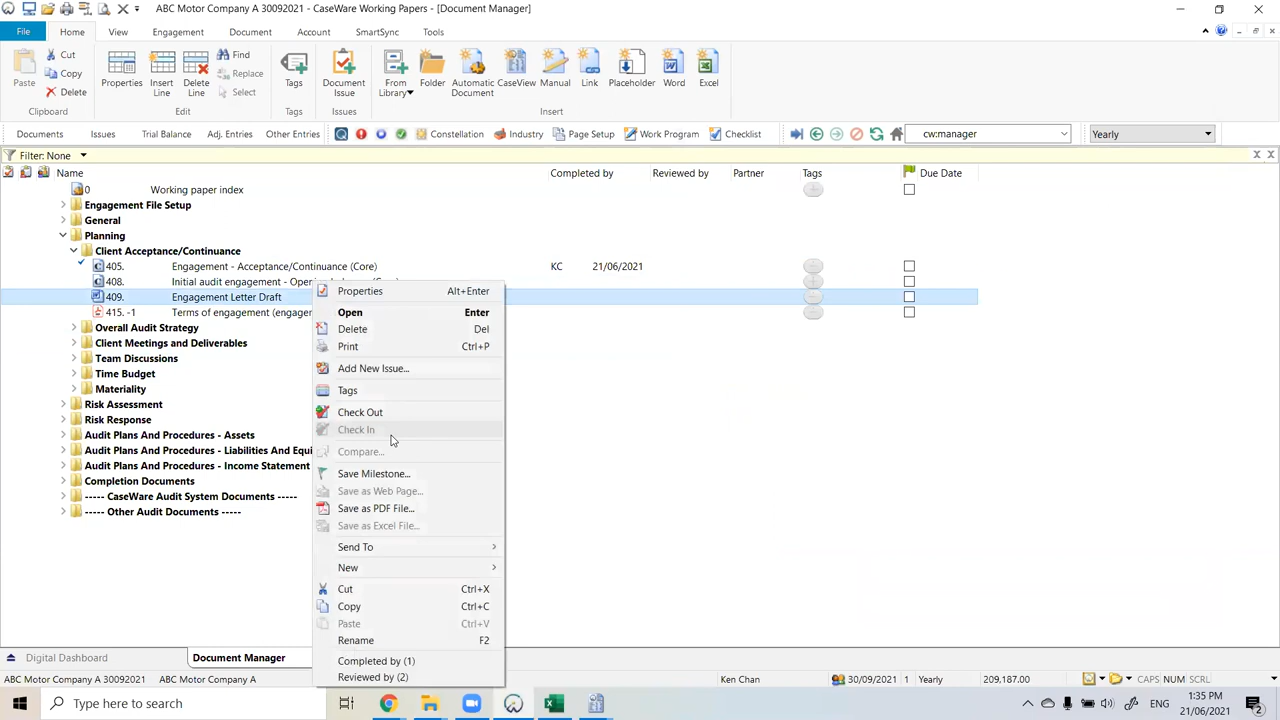 ABC Motor Company A 30092021 - CaseWare Working Papers - [Document Manager]
File Home View Engagement Document Account SmartSync Tools
Paste Cut Copy Delete Properties Insert Line Delete Line Find Replace Select Tags Document Issue From Library Folder Automatic Document CaseView Manual Link Placeholder Word Excel
Clipboard Edit Tags Issues Insert
Documents Issues Trial Balance Adj. Entries Other Entries Constellation Industry Page Setup Work Program Checklist cw:manager Yearly
Filter: None
Name Completed by Reviewed by Partner Tags Due Date
0 Working paper index
Engagement File Setup
General
Planning
Client Acceptance/Continuance
405. Engagement - Acceptance/Continuance (Core) KC 21/06/2021
408. Initial audit engagement - Ope
409. Engagement Letter Draft
415. -1 Terms of engagement (engager
Overall Audit Strategy
Client Meetings and Deliverables
Team Discussions
Time Budget
Materiality
Risk Assessment
Risk Response
Audit Plans And Procedures - Assets
Audit Plans And Procedures - Liabilities And Equi
Audit Plans And Procedures - Income Statement
Completion Documents
----- CaseWare Audit System Documents -----
----- Other Audit Documents -----
Properties Alt+Enter
Open Enter
Delete Del
Print Ctrl+P
Add New Issue...
Tags
Check Out
Check In
Compare...
Save Milestone...
Save as Web Page...
Save as PDF File...
Save as Excel File...
Send To
New
Cut Ctrl+X
Copy Ctrl+C
Paste Ctrl+V
Rename F2
Completed by (1)
Reviewed by (2)
Digital Dashboard Document Manager
ABC Motor Company A 30092021 ABC Motor Company A Ken Chan 30/09/2021 1 Yearly 209,187.00 CAPS NUM SCRL
Type here to search ENG 1:35 PM
21/06/2021 2